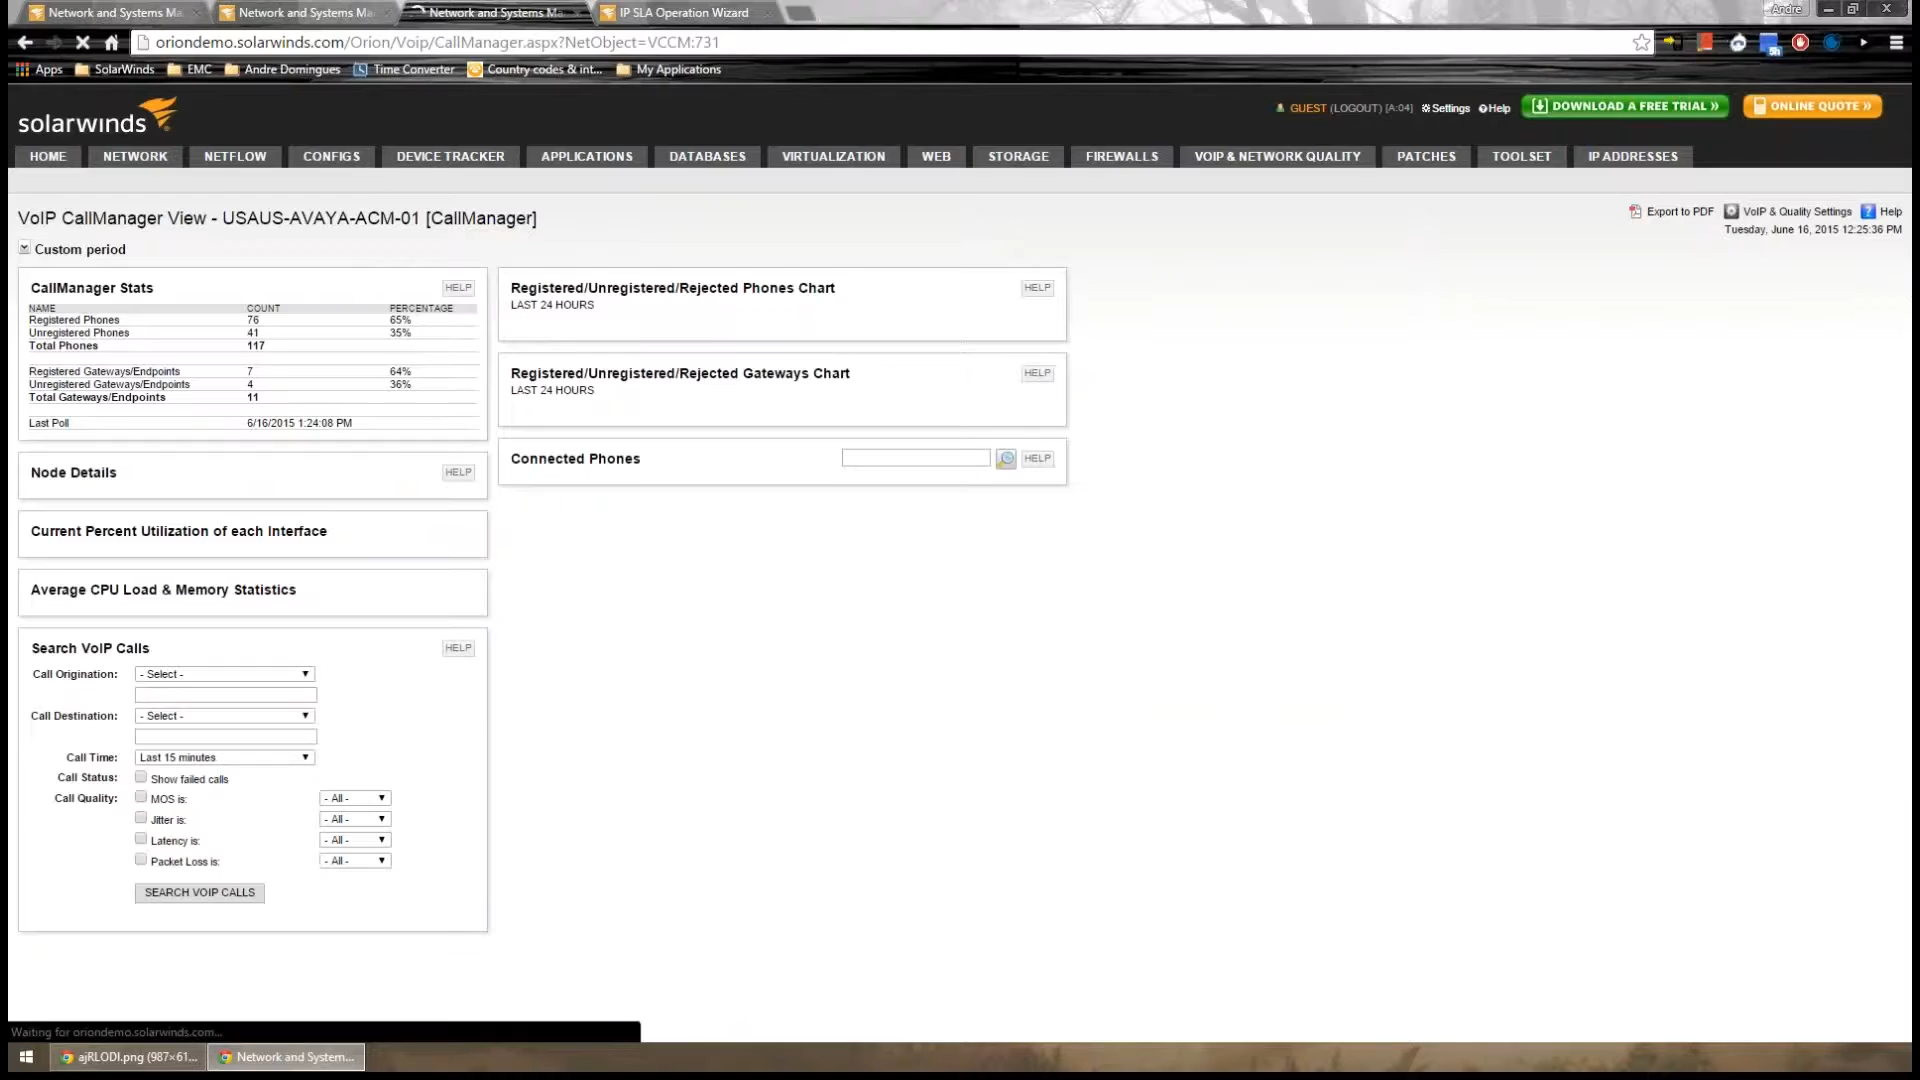 Network and Systems Ma
Network and Systems Ma
Network and Systems Ma
IP SLA Operation Wizard
Andre
oriondemo.solarwinds.com/Orion/Voip/CallManager.aspx?NetObject=VCCM:731
Apps
SolarWinds
EMC
Andre Domingues
Time Converter
Country codes & int...
My Applications
solarwinds
GUEST (LOGOUT) [A:04]
Settings
Help
DOWNLOAD A FREE TRIAL »
ONLINE QUOTE »
HOME
NETWORK
NETFLOW
CONFIGS
DEVICE TRACKER
APPLICATIONS
DATABASES
VIRTUALIZATION
WEB
STORAGE
FIREWALLS
VOIP & NETWORK QUALITY
PATCHES
TOOLSET
IP ADDRESSES
VoIP CallManager View - USAUS-AVAYA-ACM-01 [CallManager]
Export to PDF
VoIP & Quality Settings
Help
Tuesday, June 16, 2015 12:25:36 PM
Custom period
CallManager Stats
HELP
NAME COUNT PERCENTAGE
Registered Phones 76 65%
Unregistered Phones 41 35%
Total Phones 117
Registered Gateways/Endpoints 7 64%
Unregistered Gateways/Endpoints 4 36%
Total Gateways/Endpoints 11
Last Poll 6/16/2015 1:24:08 PM
Node Details
HELP
Current Percent Utilization of each Interface
Average CPU Load & Memory Statistics
Search VoIP Calls
HELP
Call Origination: - Select -
Call Destination: - Select -
Call Time: Last 15 minutes
Call Status: Show failed calls
Call Quality: MOS is: - All -
Jitter is: - All -
Latency is: - All -
Packet Loss is: - All -
SEARCH VOIP CALLS
Registered/Unregistered/Rejected Phones Chart
HELP
LAST 24 HOURS
Registered/Unregistered/Rejected Gateways Chart
HELP
LAST 24 HOURS
Connected Phones
HELP
Waiting for oriondemo.solarwinds.com...
ajRLODI.png (987×61...
Network and System...